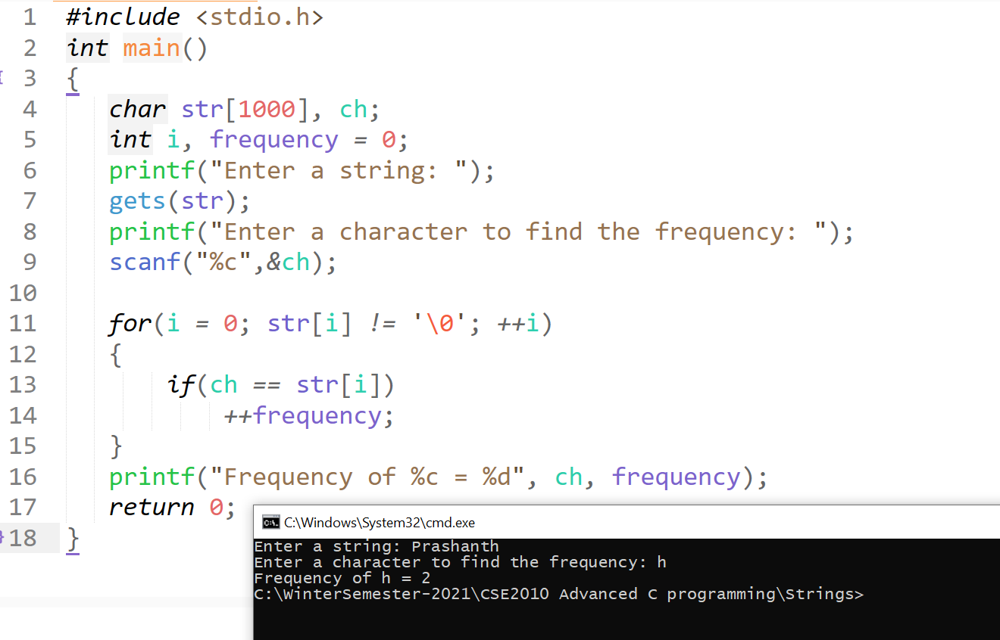 1 #include <stdio.h>
2 int main()
3 {
4     char str[1000], ch;
5     int i, frequency = 0;
6     printf("Enter a string: ");
7     gets(str);
8     printf("Enter a character to find the frequency: ");
9     scanf("%c",&ch);
10
11     for(i = 0; str[i] != '\0'; ++i)
12     {
13         if(ch == str[i])
14             ++frequency;
15     }
16     printf("Frequency of %c = %d", ch, frequency);
17     return 0;
18 }
C:\Windows\System32\cmd.exe
Enter a string: Prashanth
Enter a character to find the frequency: h
Frequency of h = 2
C:\WinterSemester-2021\CSE2010 Advanced C programming\Strings>